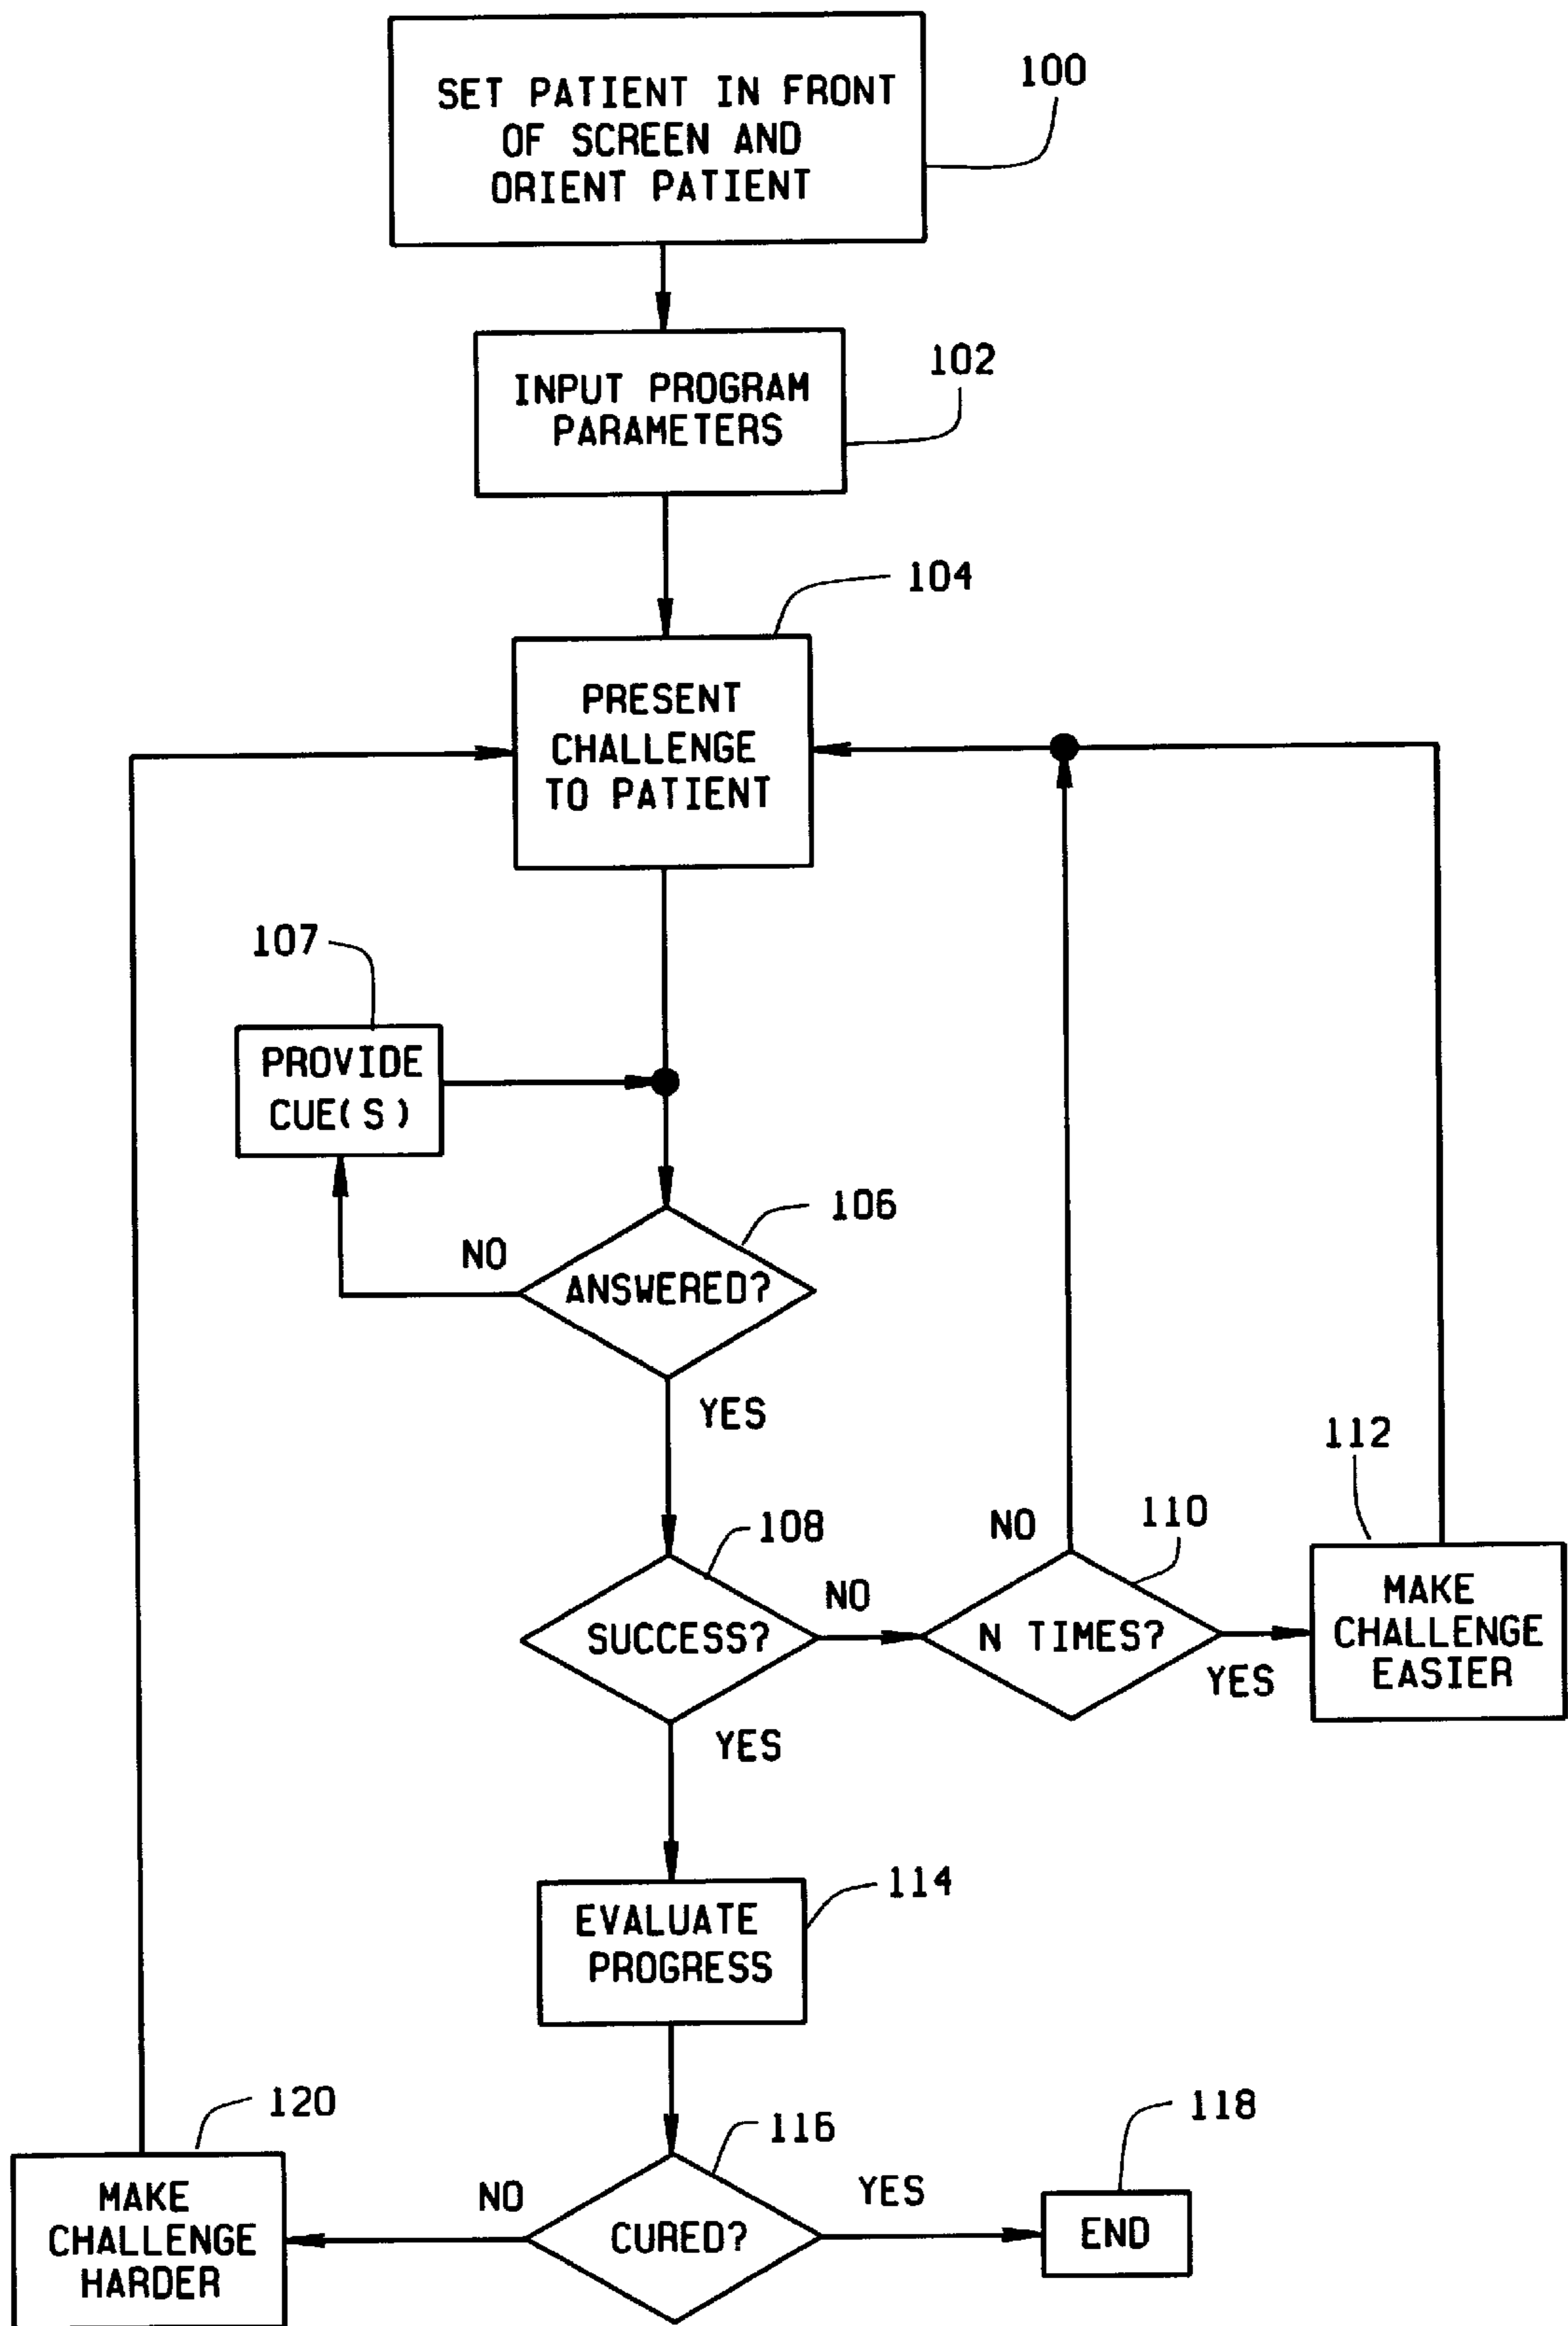 SET PATIENT IN FRONT
OF SCREEN AND
ORIENT PATIENT
100
INPUT PROGRAM
PARAMETERS
102
104
PRESENT
CHALLENGE
TO PATIENT
107
PROVIDE
CUE(S)
106
NO
ANSWERED?
YES
108
SUCCESS?
NO
YES
110
NO
N TIMES?
YES
112
MAKE
CHALLENGE
EASIER
114
EVALUATE
PROGRESS
116
CURED?
NO
YES
118
END
120
MAKE
CHALLENGE
HARDER